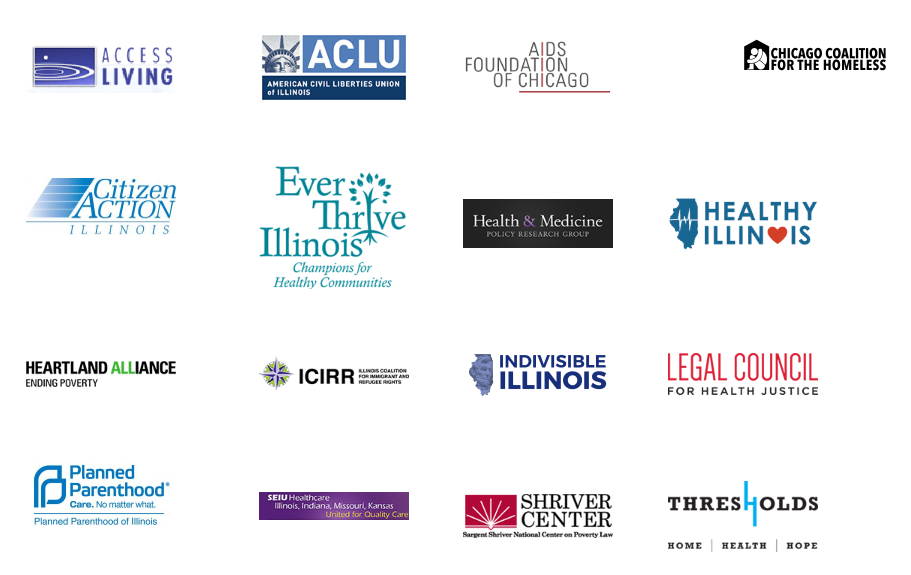 ACCESS
LIVING
ACLU
AMERICAN CIVIL LIBERTIES UNION
of ILLINOIS
AIDS
FOUNDATION
OF CHICAGO
CHICAGO COALITION
FOR THE HOMELESS
Citizen
ACTION
ILLINOIS
Ever
Thrive
Illinois
Champions for
Healthy Communities
Health & Medicine
POLICY RESEARCH GROUP
HEALTHY
ILLINOIS
HEARTLAND ALLIANCE
ENDING POVERTY
ICIRR
ILLINOIS COALITION
FOR IMMIGRANT AND
REFUGEE RIGHTS
INDIVISIBLE
ILLINOIS
LEGAL COUNCIL
FOR HEALTH JUSTICE
Planned
Parenthood®
Care. No matter what.
Planned Parenthood of Illinois
SEIU Healthcare
Illinois, Indiana, Missouri, Kansas
United for Quality Care
SHRIVER
CENTER
Sargent Shriver National Center on Poverty Law
THRESHOLDS
HOME | HEALTH | HOPE